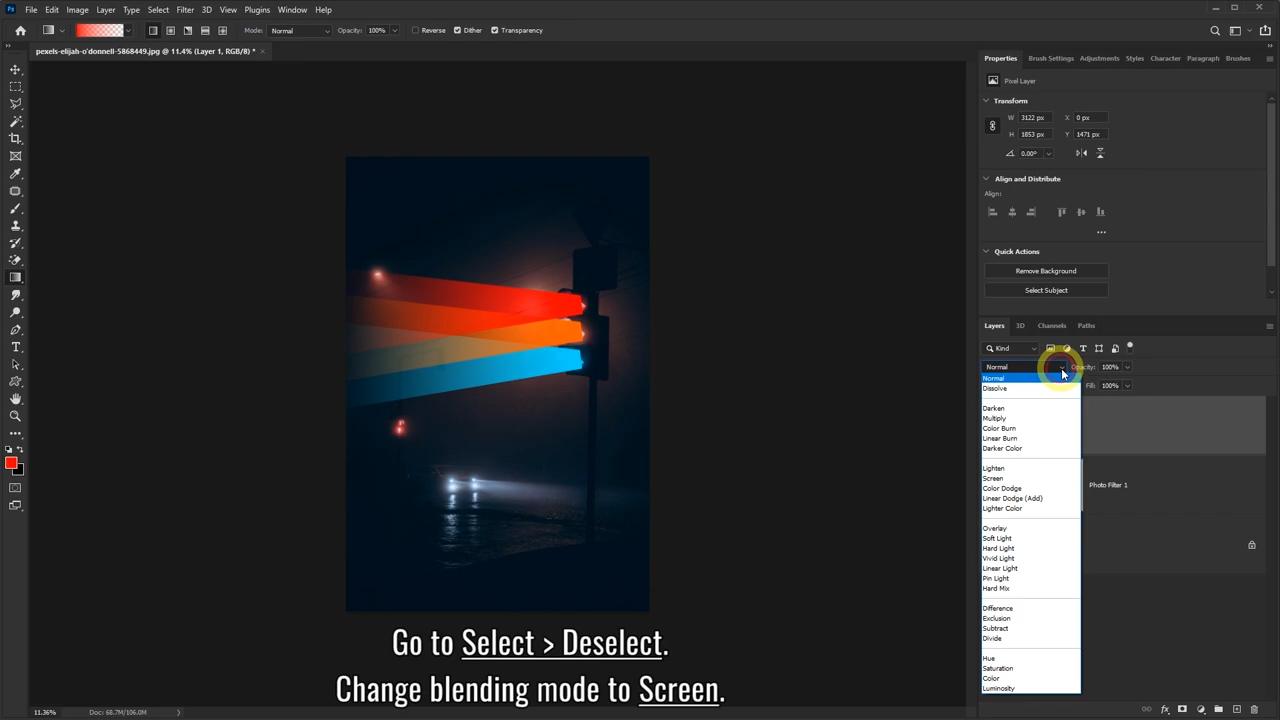 Ps File Edit Image Layer Type Select Filter 3D View Plugins Window Help
Mode: Normal Opacity: 100% Reverse Dither Transparency
pexels-elijah-o'donnell-5868449.jpg @ 11.4% (Layer 1, RGB/8) *
Properties Brush Settings Adjustments Styles Character Paragraph Brushes
Pixel Layer
Transform
W 3122 px X 0 px
H 1853 px Y 1471 px
0.00°
Align and Distribute
Align:
Quick Actions
Remove Background
Select Subject
Layers 3D Channels Paths
Kind
Normal Opacity: 100%
Normal Fill: 100%
Dissolve
Darken
Multiply
Color Burn
Linear Burn
Darker Color
Lighten
Screen
Photo Filter 1
Color Dodge
Linear Dodge (Add)
Lighter Color
Overlay
Soft Light
Hard Light
Vivid Light
Linear Light
Pin Light
Hard Mix
Difference
Exclusion
Subtract
Divide
Hue
Saturation
Color
Luminosity
Go to Select > Deselect.
Change blending mode to Screen.
11.36% Doc: 68.7M/106.0M